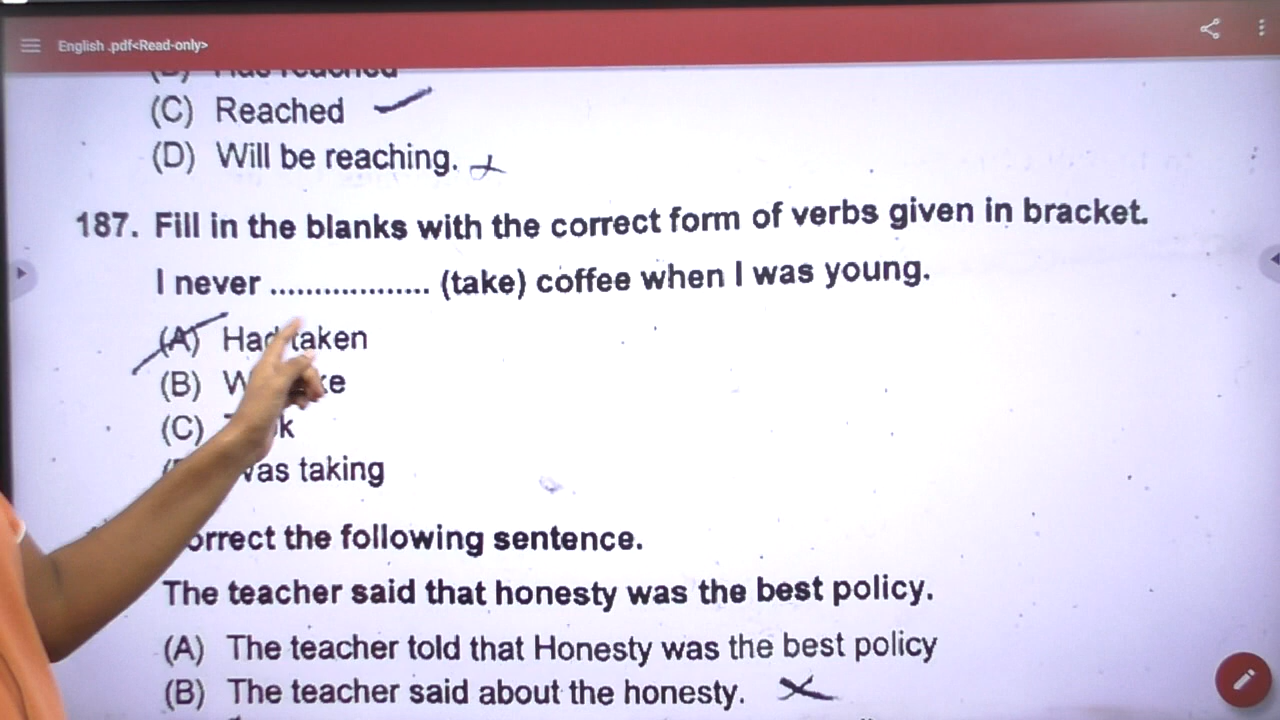 English .pdf<Read-only>
(C) Reached
(D) Will be reaching.
187. Fill in the blanks with the correct form of verbs given in bracket.
I never .................. (take) coffee when I was young.
(A) Had taken
(B)
(C)
was taking
orrect the following sentence.
The teacher said that honesty was the best policy.
(A) The teacher told that Honesty was the best policy
(B) The teacher said about the honesty.